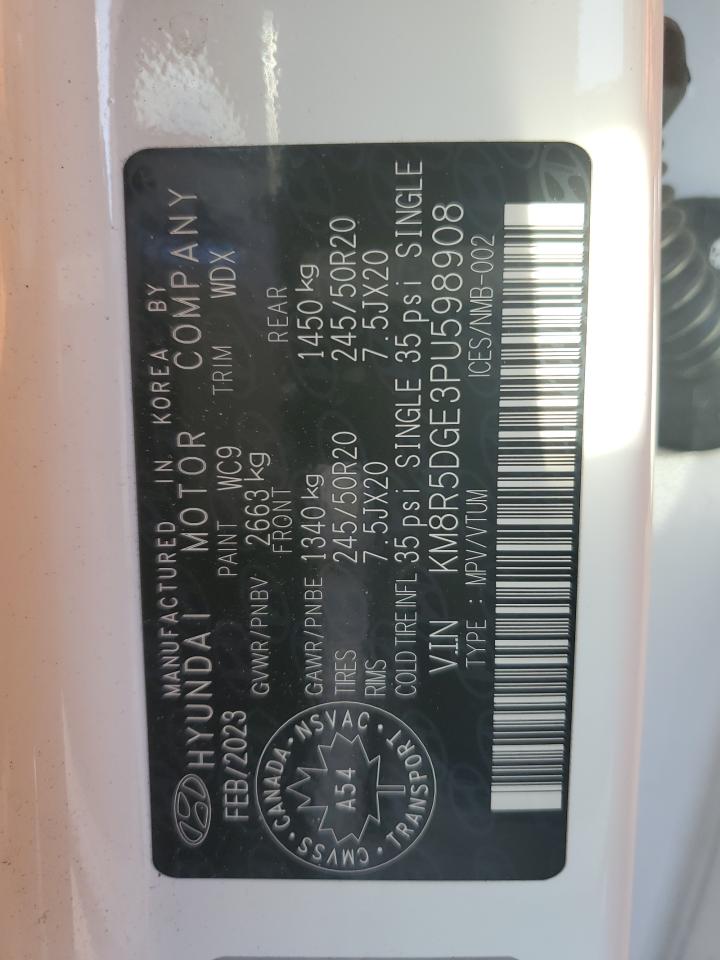 MANUFACTURED IN KOREA BY
HYUNDAI MOTOR COMPANY
FEB/2023 PAINT WC9 TRIM WDX
GVWR/PNBV 2663 kg
FRONT REAR
GAWR/PNBE 1340 kg 1450 kg
TIRES 245/50R20 245/50R20
RIMS 7.5JX20 7.5JX20
COLD TIRE INFL 35 psi SINGLE 35 psi SINGLE
V.I.N KM8R5DGE3PU598908
TYPE : MPV/VTUM ICES/NMB-002
CANADA • NSVAC • TRANSPORT • CMVSS •
A54